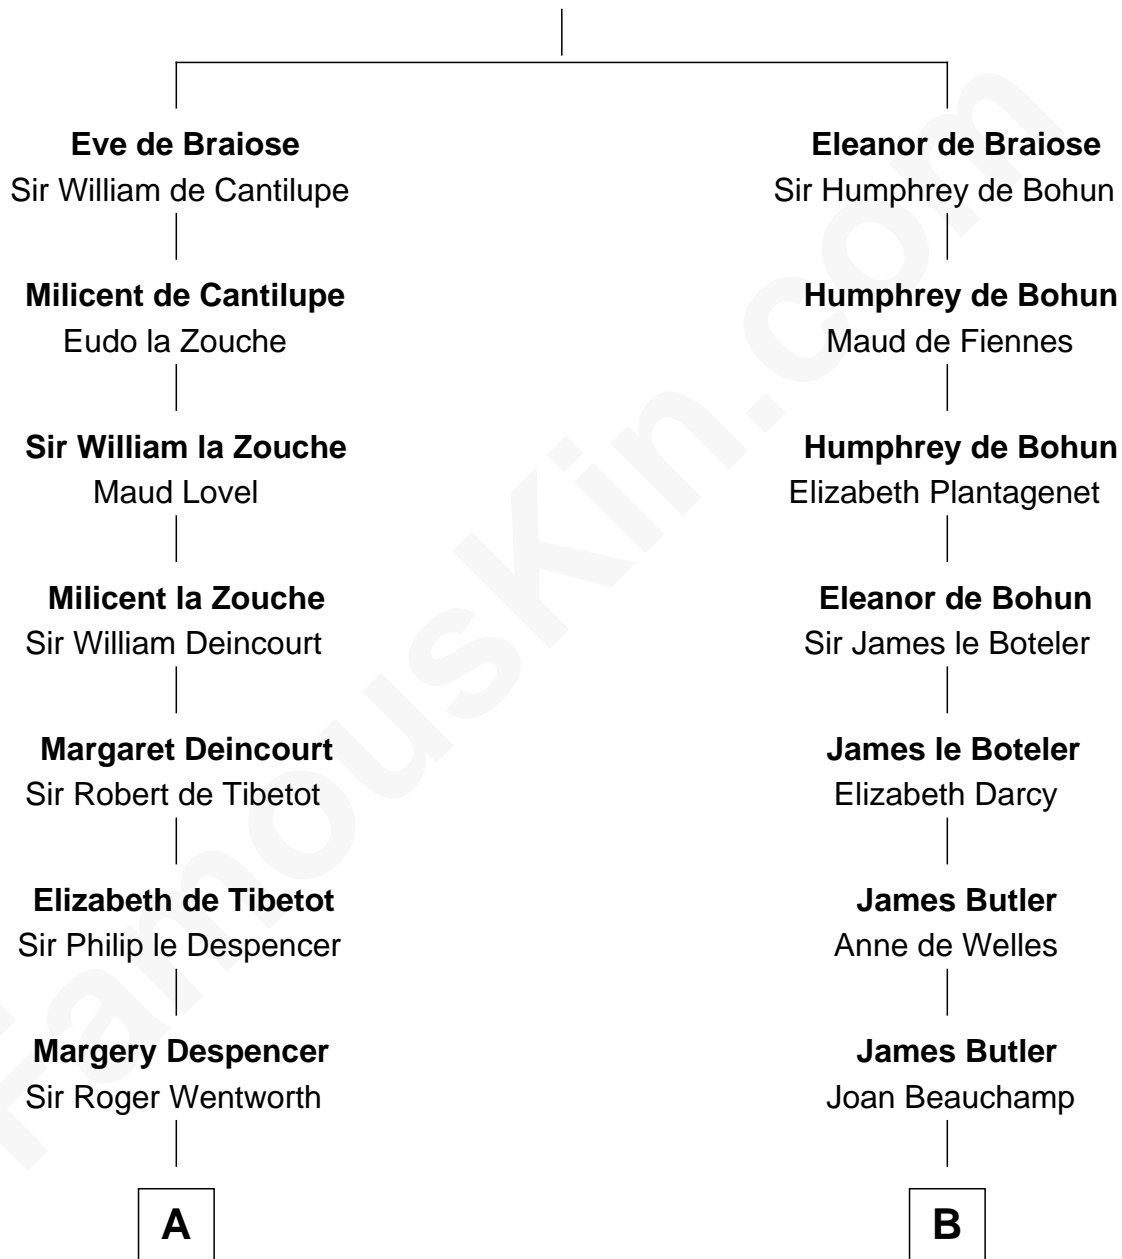 Eve de Braiose
Sir William de Cantilupe
Milicent de Cantilupe
Eudo la Zouche
Sir William la Zouche
Maud Lovel
Milicent la Zouche
Sir William Deincourt
Margaret Deincourt
Sir Robert de Tibetot
Elizabeth de Tibetot
Sir Philip le Despencer
Margery Despencer
Sir Roger Wentworth
A
Eleanor de Braiose
Sir Humphrey de Bohun
Humphrey de Bohun
Maud de Fiennes
Humphrey de Bohun
Elizabeth Plantagenet
Eleanor de Bohun
Sir James le Boteler
James le Boteler
Elizabeth Darcy
James Butler
Anne de Welles
James Butler
Joan Beauchamp
B
FamousKin.com